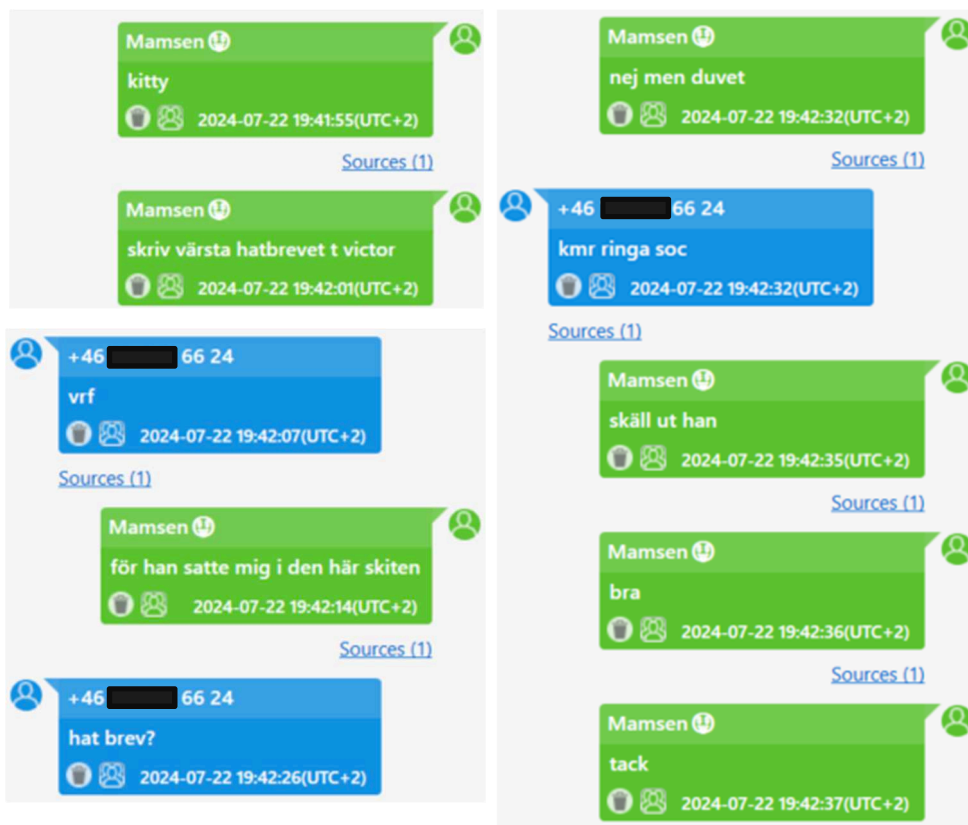 Mamsen
kitty
2024-07-22 19:41:55(UTC+2)
Sources (1)
Mamsen
skriv värsta hatbrevet t victor
2024-07-22 19:42:01(UTC+2)
+46 66 24
vrf
2024-07-22 19:42:07(UTC+2)
Sources (1)
Mamsen
för han satte mig i den här skiten
2024-07-22 19:42:14(UTC+2)
Sources (1)
+46 66 24
hat brev?
2024-07-22 19:42:26(UTC+2)
Mamsen
nej men duvet
2024-07-22 19:42:32(UTC+2)
Sources (1)
+46 66 24
kmr ringa soc
2024-07-22 19:42:32(UTC+2)
Sources (1)
Mamsen
skäll ut han
2024-07-22 19:42:35(UTC+2)
Sources (1)
Mamsen
bra
2024-07-22 19:42:36(UTC+2)
Sources (1)
Mamsen
tack
2024-07-22 19:42:37(UTC+2)